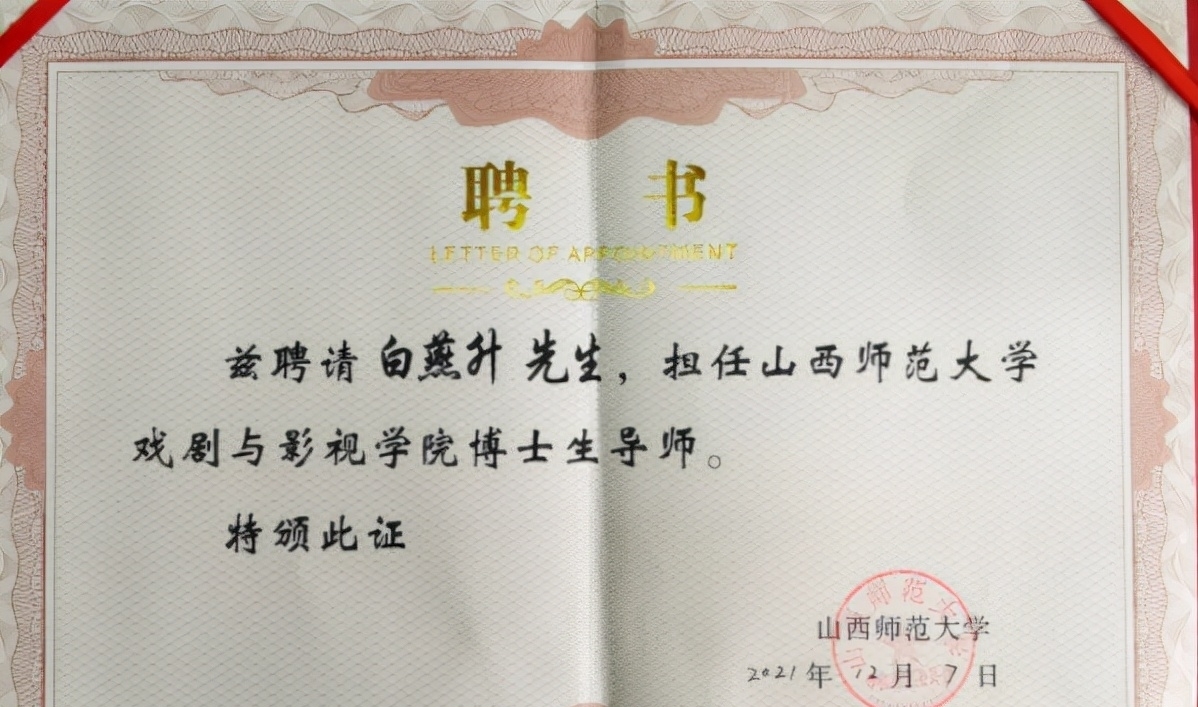 聘 书
LETTER OF APPOINTMENT
兹聘请 白燕升 先生，担任山西师范大学
戏剧与影视学院博士生导师。
特颁此证
山西师范大学
2021年12月7日